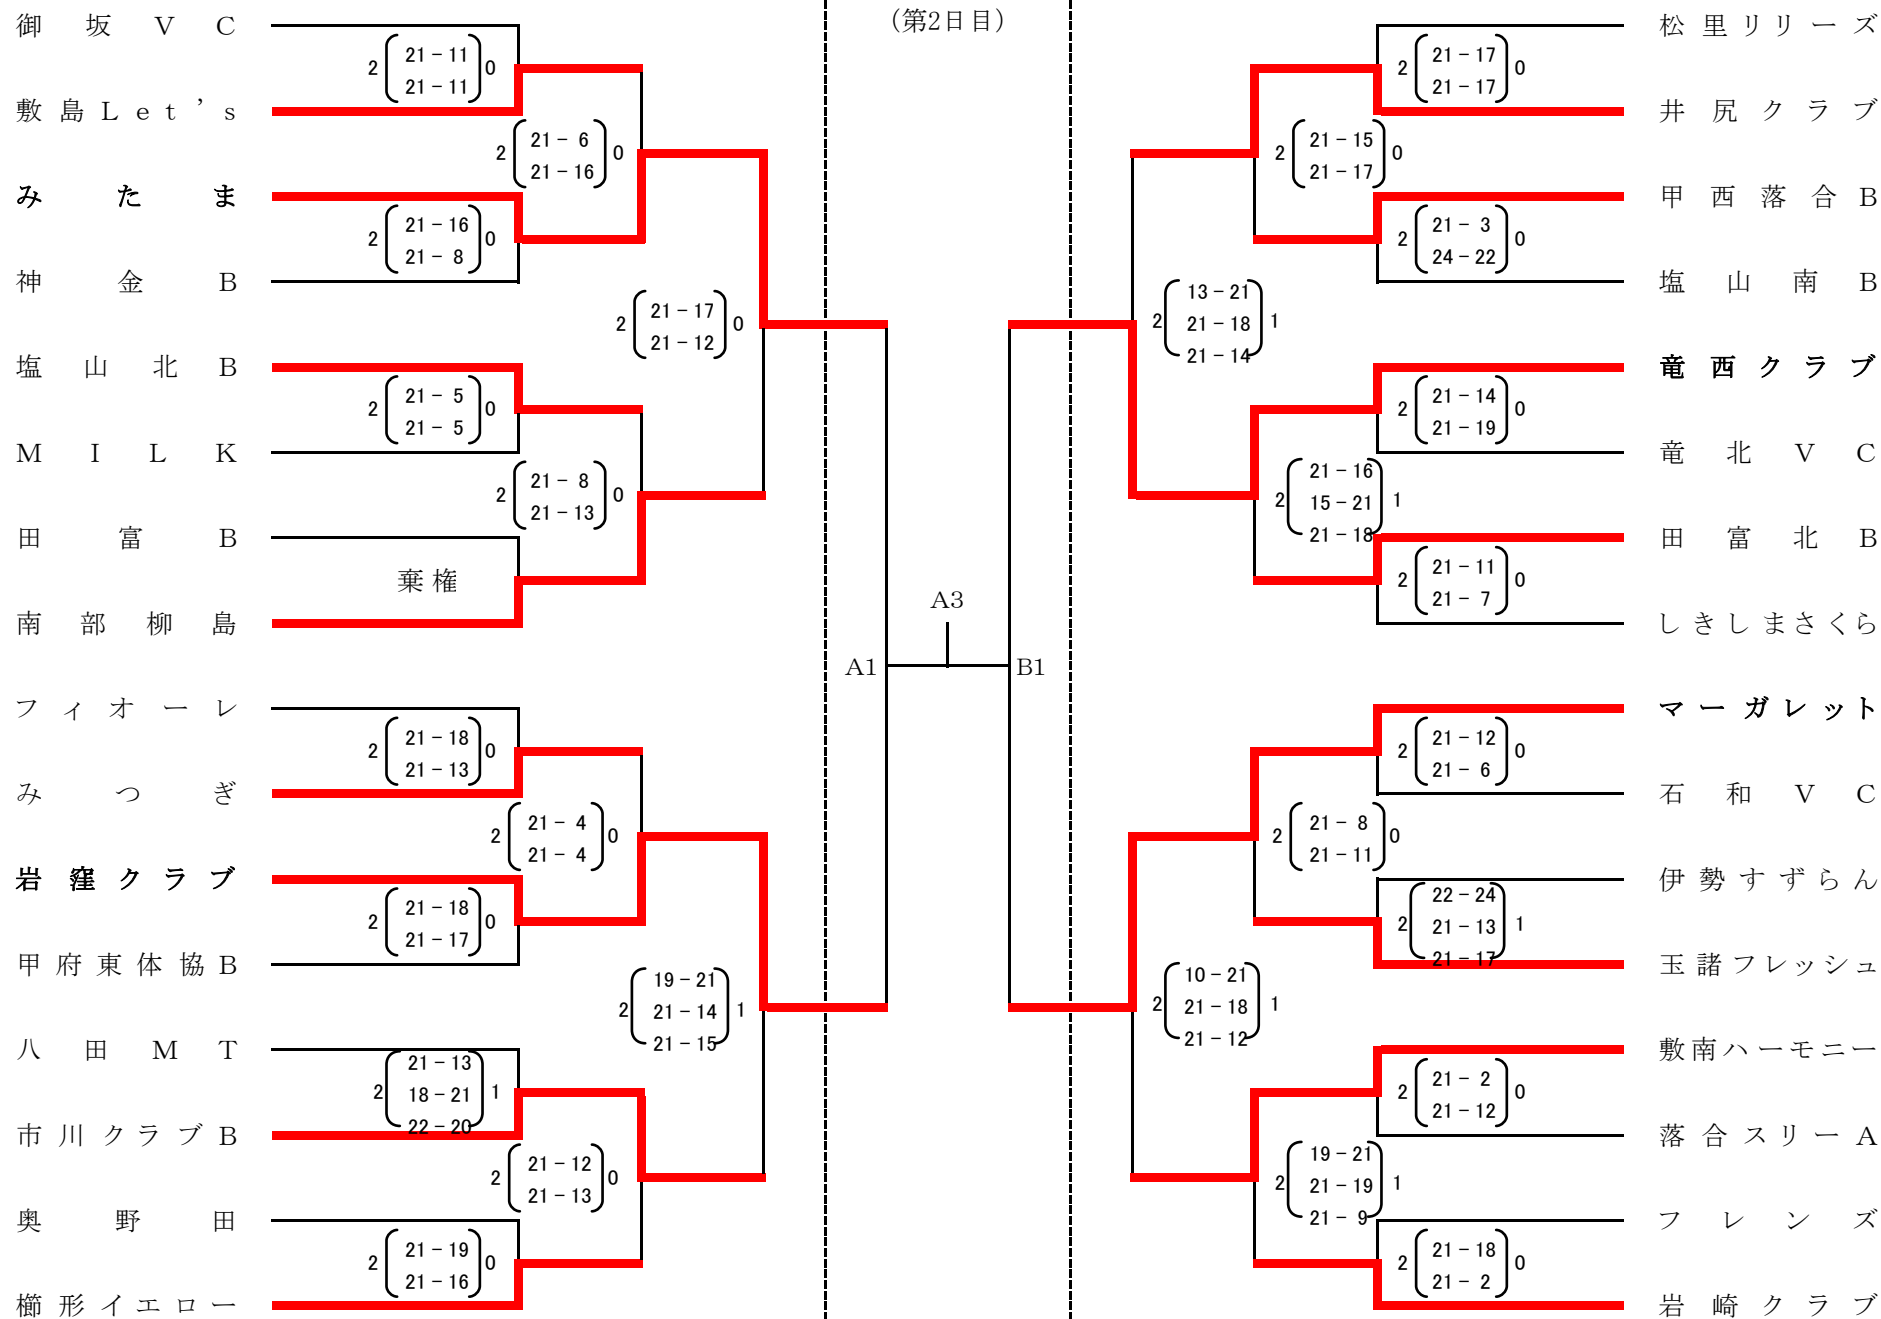 (第2日目)
御坂VC
2 21－11 0
21－11
敷島Let's
2 21－6 0
21－16
みたま
2 21－16 0
21－8
神金B
2 21－17 0
21－12
塩山北B
2 21－5 0
21－5
MILK
2 21－8 0
21－13
田富B
棄権
南部柳島
A1
フィオーレ
2 21－18 0
21－13
みつぎ
2 21－4 0
21－4
岩窪クラブ
2 21－18 0
21－17
甲府東体協B
19－21
2 21－14 1
21－15
八田MT
21－13
2 18－21 1
22－20
市川クラブB
2 21－12 0
21－13
奥野田
2 21－19 0
21－16
櫛形イエロー
A3
松里リリーズ
2 21－17 0
21－17
井尻クラブ
2 21－15 0
21－17
甲西落合B
2 21－3 0
24－22
塩山南B
13－21
2 21－18 1
21－14
竜西クラブ
2 21－14 0
21－19
竜北VC
21－16
2 15－21 1
21－18
田富北B
2 21－11 0
21－7
しきしまさくら
B1
マーガレット
2 21－12 0
21－6
石和VC
2 21－8 0
21－11
伊勢すずらん
22－24
2 21－13 1
21－17
玉諸フレッシュ
10－21
2 21－18 1
21－12
敷南ハーモニー
2 21－2 0
21－12
落合スリーA
19－21
2 21－19 1
21－9
フレンズ
2 21－18 0
21－2
岩崎クラブ